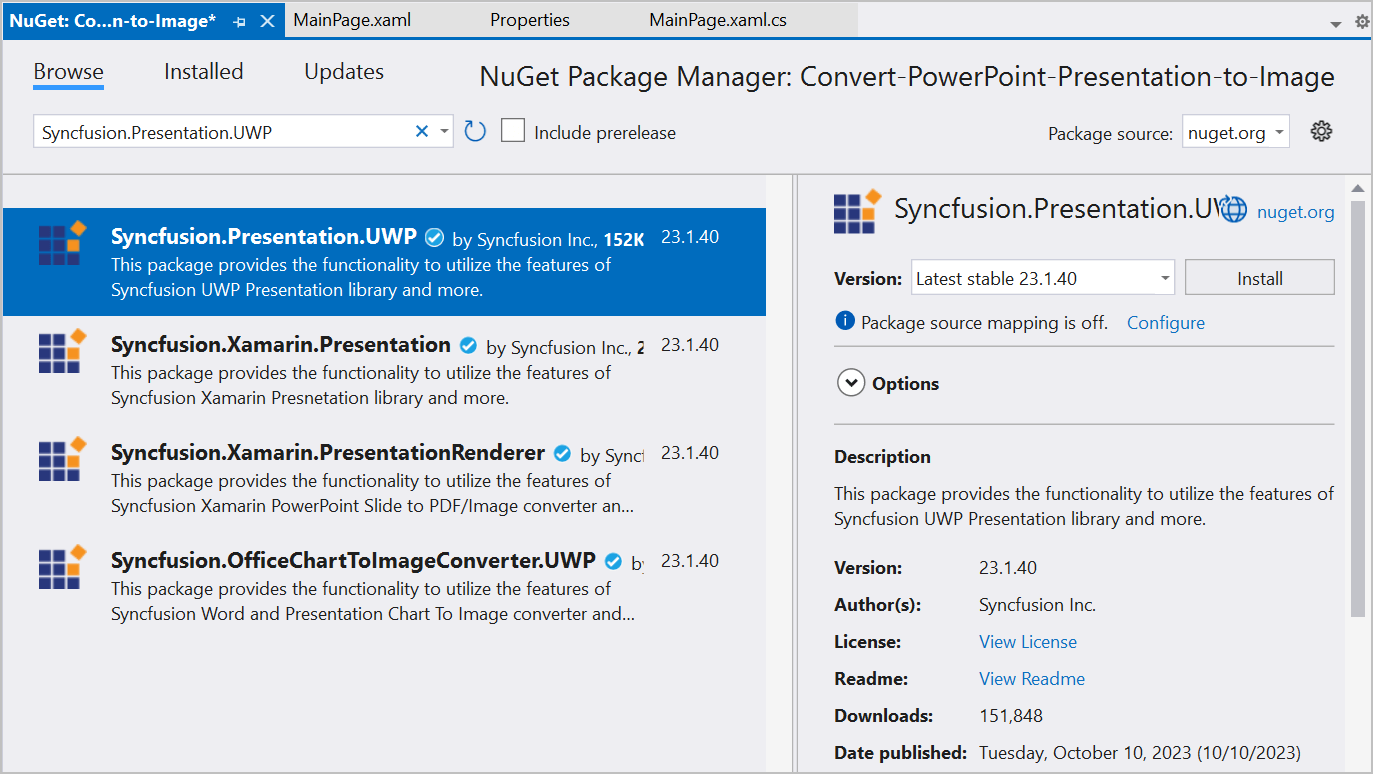 NuGet: Co...n-to-Image*
MainPage.xaml
Properties
MainPage.xaml.cs
Browse
Installed
Updates
NuGet Package Manager: Convert-PowerPoint-Presentation-to-Image
Syncfusion.Presentation.UWP
Include prerelease
Package source:
nuget.org
Syncfusion.Presentation.UWP by Syncfusion Inc., 152K 23.1.40
This package provides the functionality to utilize the features of
Syncfusion UWP Presentation library and more.
Syncfusion.Xamarin.Presentation by Syncfusion Inc., 2 23.1.40
This package provides the functionality to utilize the features of
Syncfusion Xamarin Presnetation library and more.
Syncfusion.Xamarin.PresentationRenderer by Sync 23.1.40
This package provides the functionality to utilize the features of
Syncfusion Xamarin PowerPoint Slide to PDF/Image converter an...
Syncfusion.OfficeChartToImageConverter.UWP b 23.1.40
This package provides the functionality to utilize the features of
Syncfusion Word and Presentation Chart To Image converter and...
Syncfusion.Presentation.U
nuget.org
Version:
Latest stable 23.1.40
Install
Package source mapping is off. Configure
Options
Description
This package provides the functionality to utilize the features of
Syncfusion UWP Presentation library and more.
Version: 23.1.40
Author(s): Syncfusion Inc.
License: View License
Readme: View Readme
Downloads: 151,848
Date published: Tuesday, October 10, 2023 (10/10/2023)